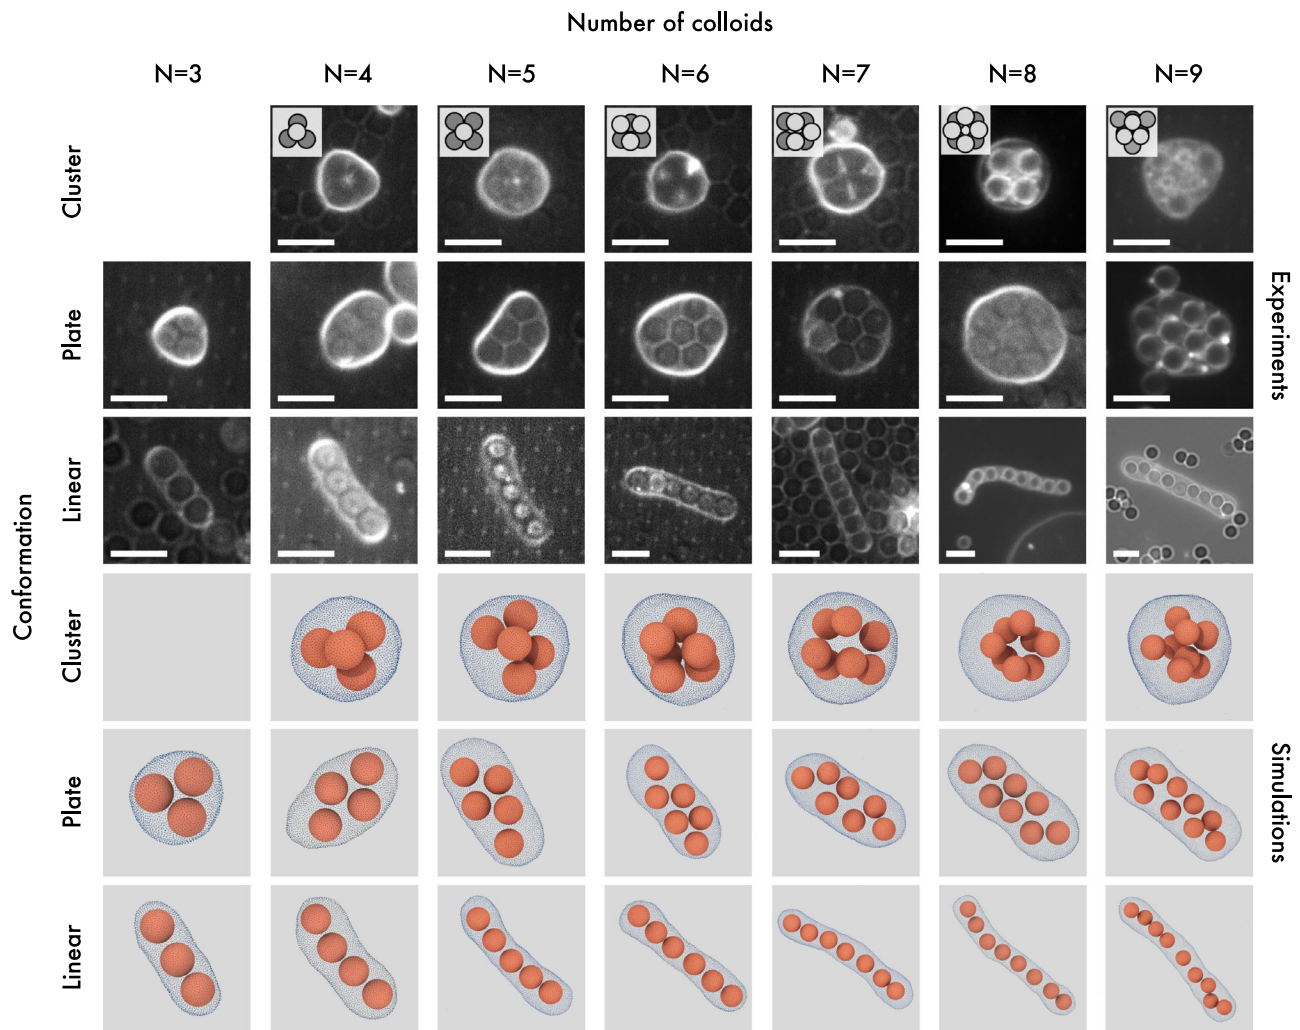 Number of colloids
N=3 N=4 N=5 N=6 N=7 N=8 N=9
Conformation
Cluster
Plate
Linear
Cluster
Plate
Linear
Experiments
Simulations